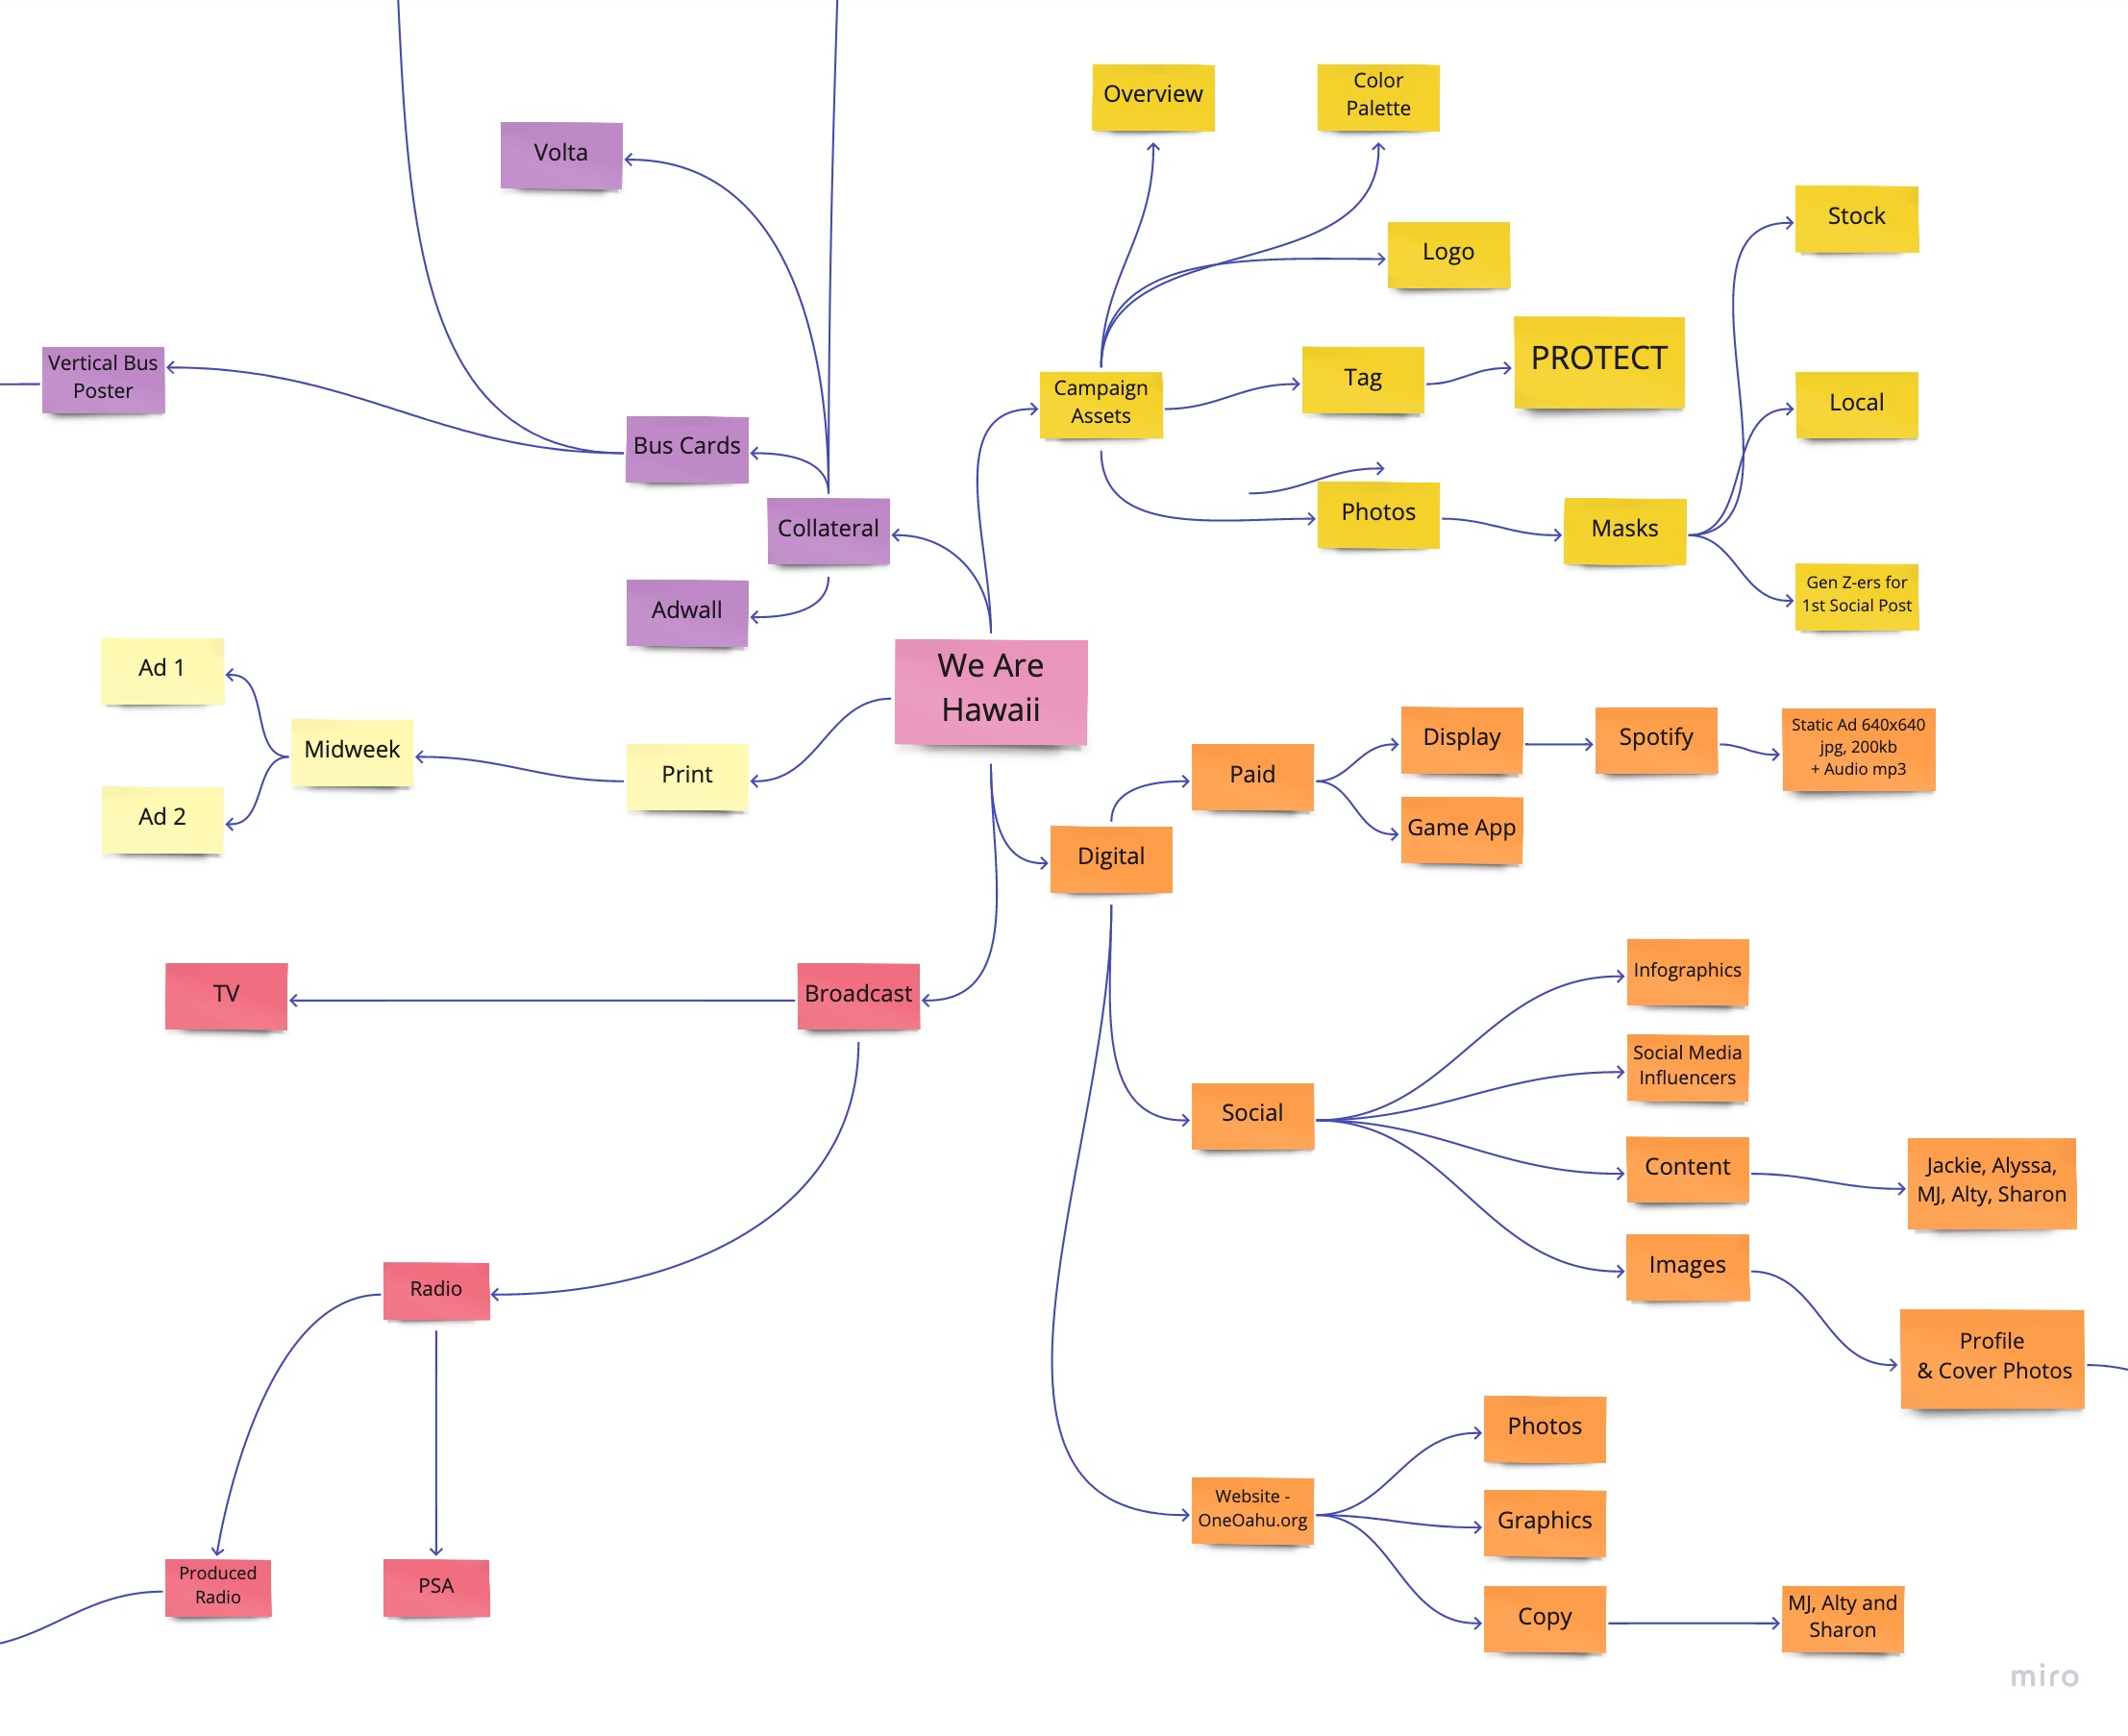 Overview
Color
Palette
Volta
Stock
Logo
Vertical Bus
Poster
PROTECT
Tag
Campaign
Assets
Local
Bus Cards
Photos
Collateral
Masks
Gen Z-ers for
1st Social Post
Adwall
We Are
Hawaii
Ad 1
Midweek
Ad 2
Print
Paid
Display
Spotify
Static Ad 640x640
jpg, 200kb
+ Audio mp3
Game App
Digital
TV
Broadcast
Infographics
Social Media
Influencers
Social
Content
Jackie, Alyssa,
MJ, Alty, Sharon
Images
Radio
Profile
& Cover Photos
Photos
Website -
OneOahu.org
Graphics
Produced
Radio
PSA
Copy
MJ, Alty and
Sharon
miro